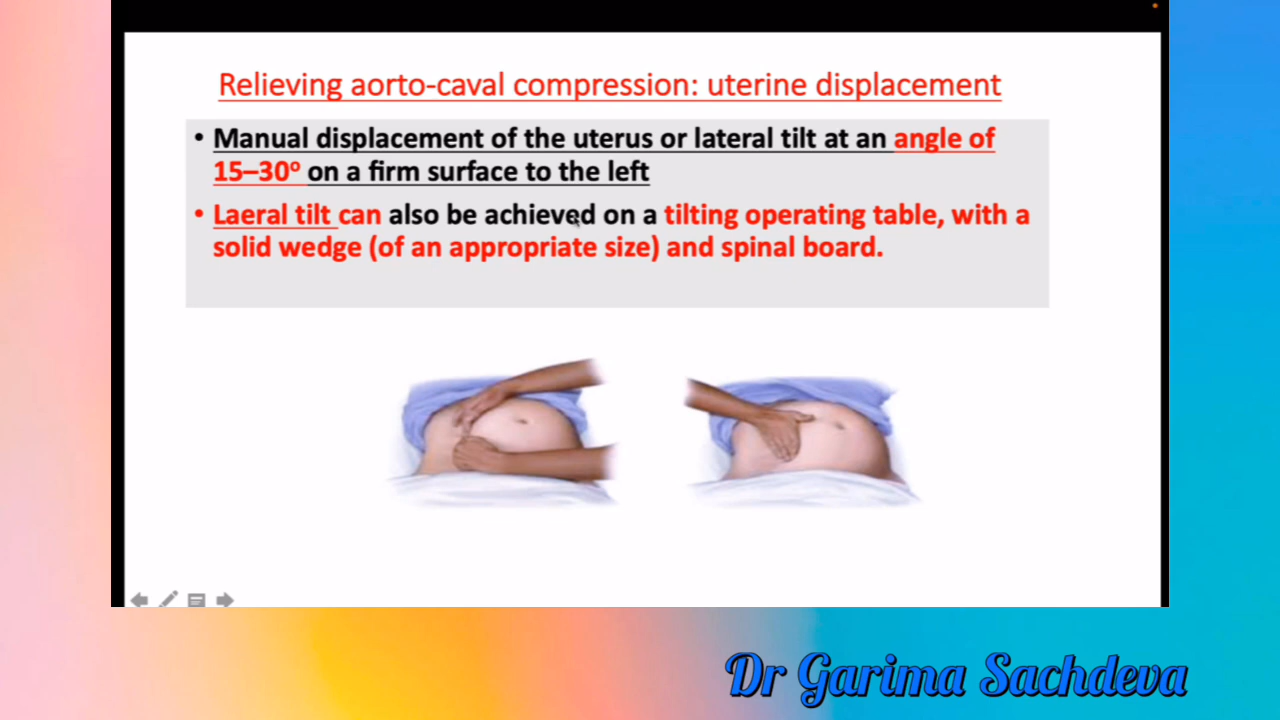 Relieving aorto-caval compression: uterine displacement
• Manual displacement of the uterus or lateral tilt at an angle of
15–30º on a firm surface to the left
• Laeral tilt can also be achieved on a tilting operating table, with a
solid wedge (of an appropriate size) and spinal board.
Dr Garima Sachdeva